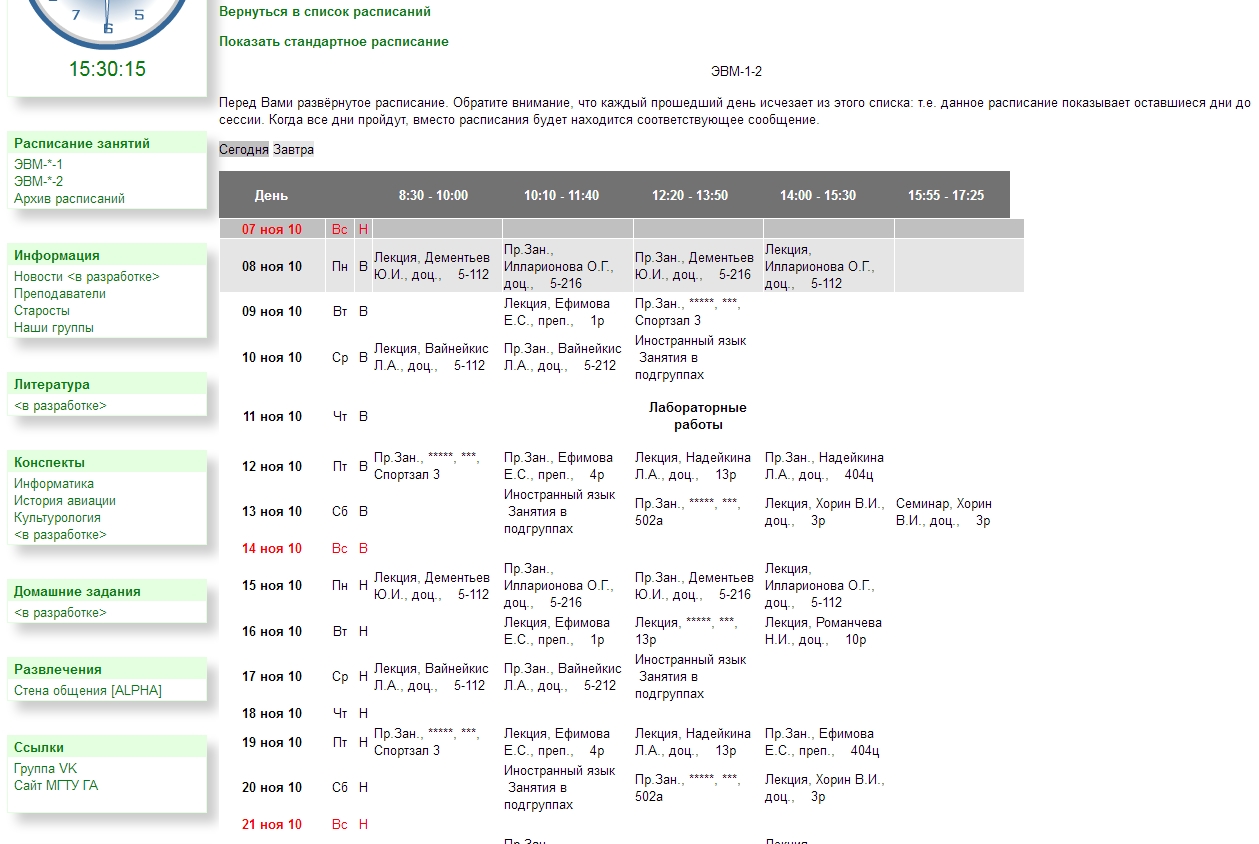 7 6 5
15:30:15
Расписание занятий
ЭВМ-*-1
ЭВМ-*-2
Архив расписаний
Информация
Новости <в разработке>
Преподаватели
Старосты
Наши группы
Литература
<в разработке>
Конспекты
Информатика
История авиации
Культурология
<в разработке>
Домашние задания
<в разработке>
Развлечения
Стена общения [ALPHA]
Ссылки
Группа VK
Сайт МГТУ ГА
Вернуться в список расписаний
Показать стандартное расписание
ЭВМ-1-2
Перед Вами развёрнутое расписание. Обратите внимание, что каждый прошедший день исчезает из этого списка: т.е. данное расписание показывает оставшиеся дни до
сессии. Когда все дни пройдут, вместо расписания будет находится соответствующее сообщение.
Сегодня Завтра
День 8:30 - 10:00 10:10 - 11:40 12:20 - 13:50 14:00 - 15:30 15:55 - 17:25
07 ноя 10 Вс Н
08 ноя 10 Пн В
Лекция, Дементьев
Ю.И., доц., 5-112
Пр.Зан.,
Илларионова О.Г.,
доц., 5-216
Пр.Зан., Дементьев
Ю.И., доц., 5-216
Лекция,
Илларионова О.Г.,
доц., 5-112
09 ноя 10 Вт В
Лекция, Ефимова
Е.С., преп., 1р
Пр.Зан., *****, ***,
Спортзал 3
10 ноя 10 Ср В
Лекция, Вайнейкис
Л.А., доц., 5-112
Пр.Зан., Вайнейкис
Л.А., доц., 5-212
Иностранный язык
Занятия в
подгруппах
11 ноя 10 Чт В
Лабораторные
работы
12 ноя 10 Пт В
Пр.Зан., *****, ***,
Спортзал 3
Пр.Зан., Ефимова
Е.С., преп., 4р
Лекция, Надейкина
Л.А., доц., 13р
Пр.Зан., Надейкина
Л.А., доц., 404ц
13 ноя 10 Сб В
Иностранный язык
Занятия в
подгруппах
Пр.Зан., *****, ***,
502а
Лекция, Хорин В.И.,
доц., 3р
Семинар, Хорин
В.И., доц., 3р
14 ноя 10 Вс В
15 ноя 10 Пн Н
Лекция, Дементьев
Ю.И., доц., 5-112
Пр.Зан.,
Илларионова О.Г.,
доц., 5-216
Пр.Зан., Дементьев
Ю.И., доц., 5-216
Лекция,
Илларионова О.Г.,
доц., 5-112
16 ноя 10 Вт Н
Лекция, Ефимова
Е.С., преп., 1р
Лекция, *****, ***,
13р
Лекция, Романчева
Н.И., доц., 10р
17 ноя 10 Ср Н
Лекция, Вайнейкис
Л.А., доц., 5-112
Пр.Зан., Вайнейкис
Л.А., доц., 5-212
Иностранный язык
Занятия в
подгруппах
18 ноя 10 Чт Н
19 ноя 10 Пт Н
Пр.Зан., *****, ***,
Спортзал 3
Лекция, Ефимова
Е.С., преп., 4р
Лекция, Надейкина
Л.А., доц., 13р
Пр.Зан., Ефимова
Е.С., преп., 404ц
20 ноя 10 Сб Н
Иностранный язык
Занятия в
подгруппах
Пр.Зан., *****, ***,
502а
Лекция, Хорин В.И.,
доц., 3р
21 ноя 10 Вс Н